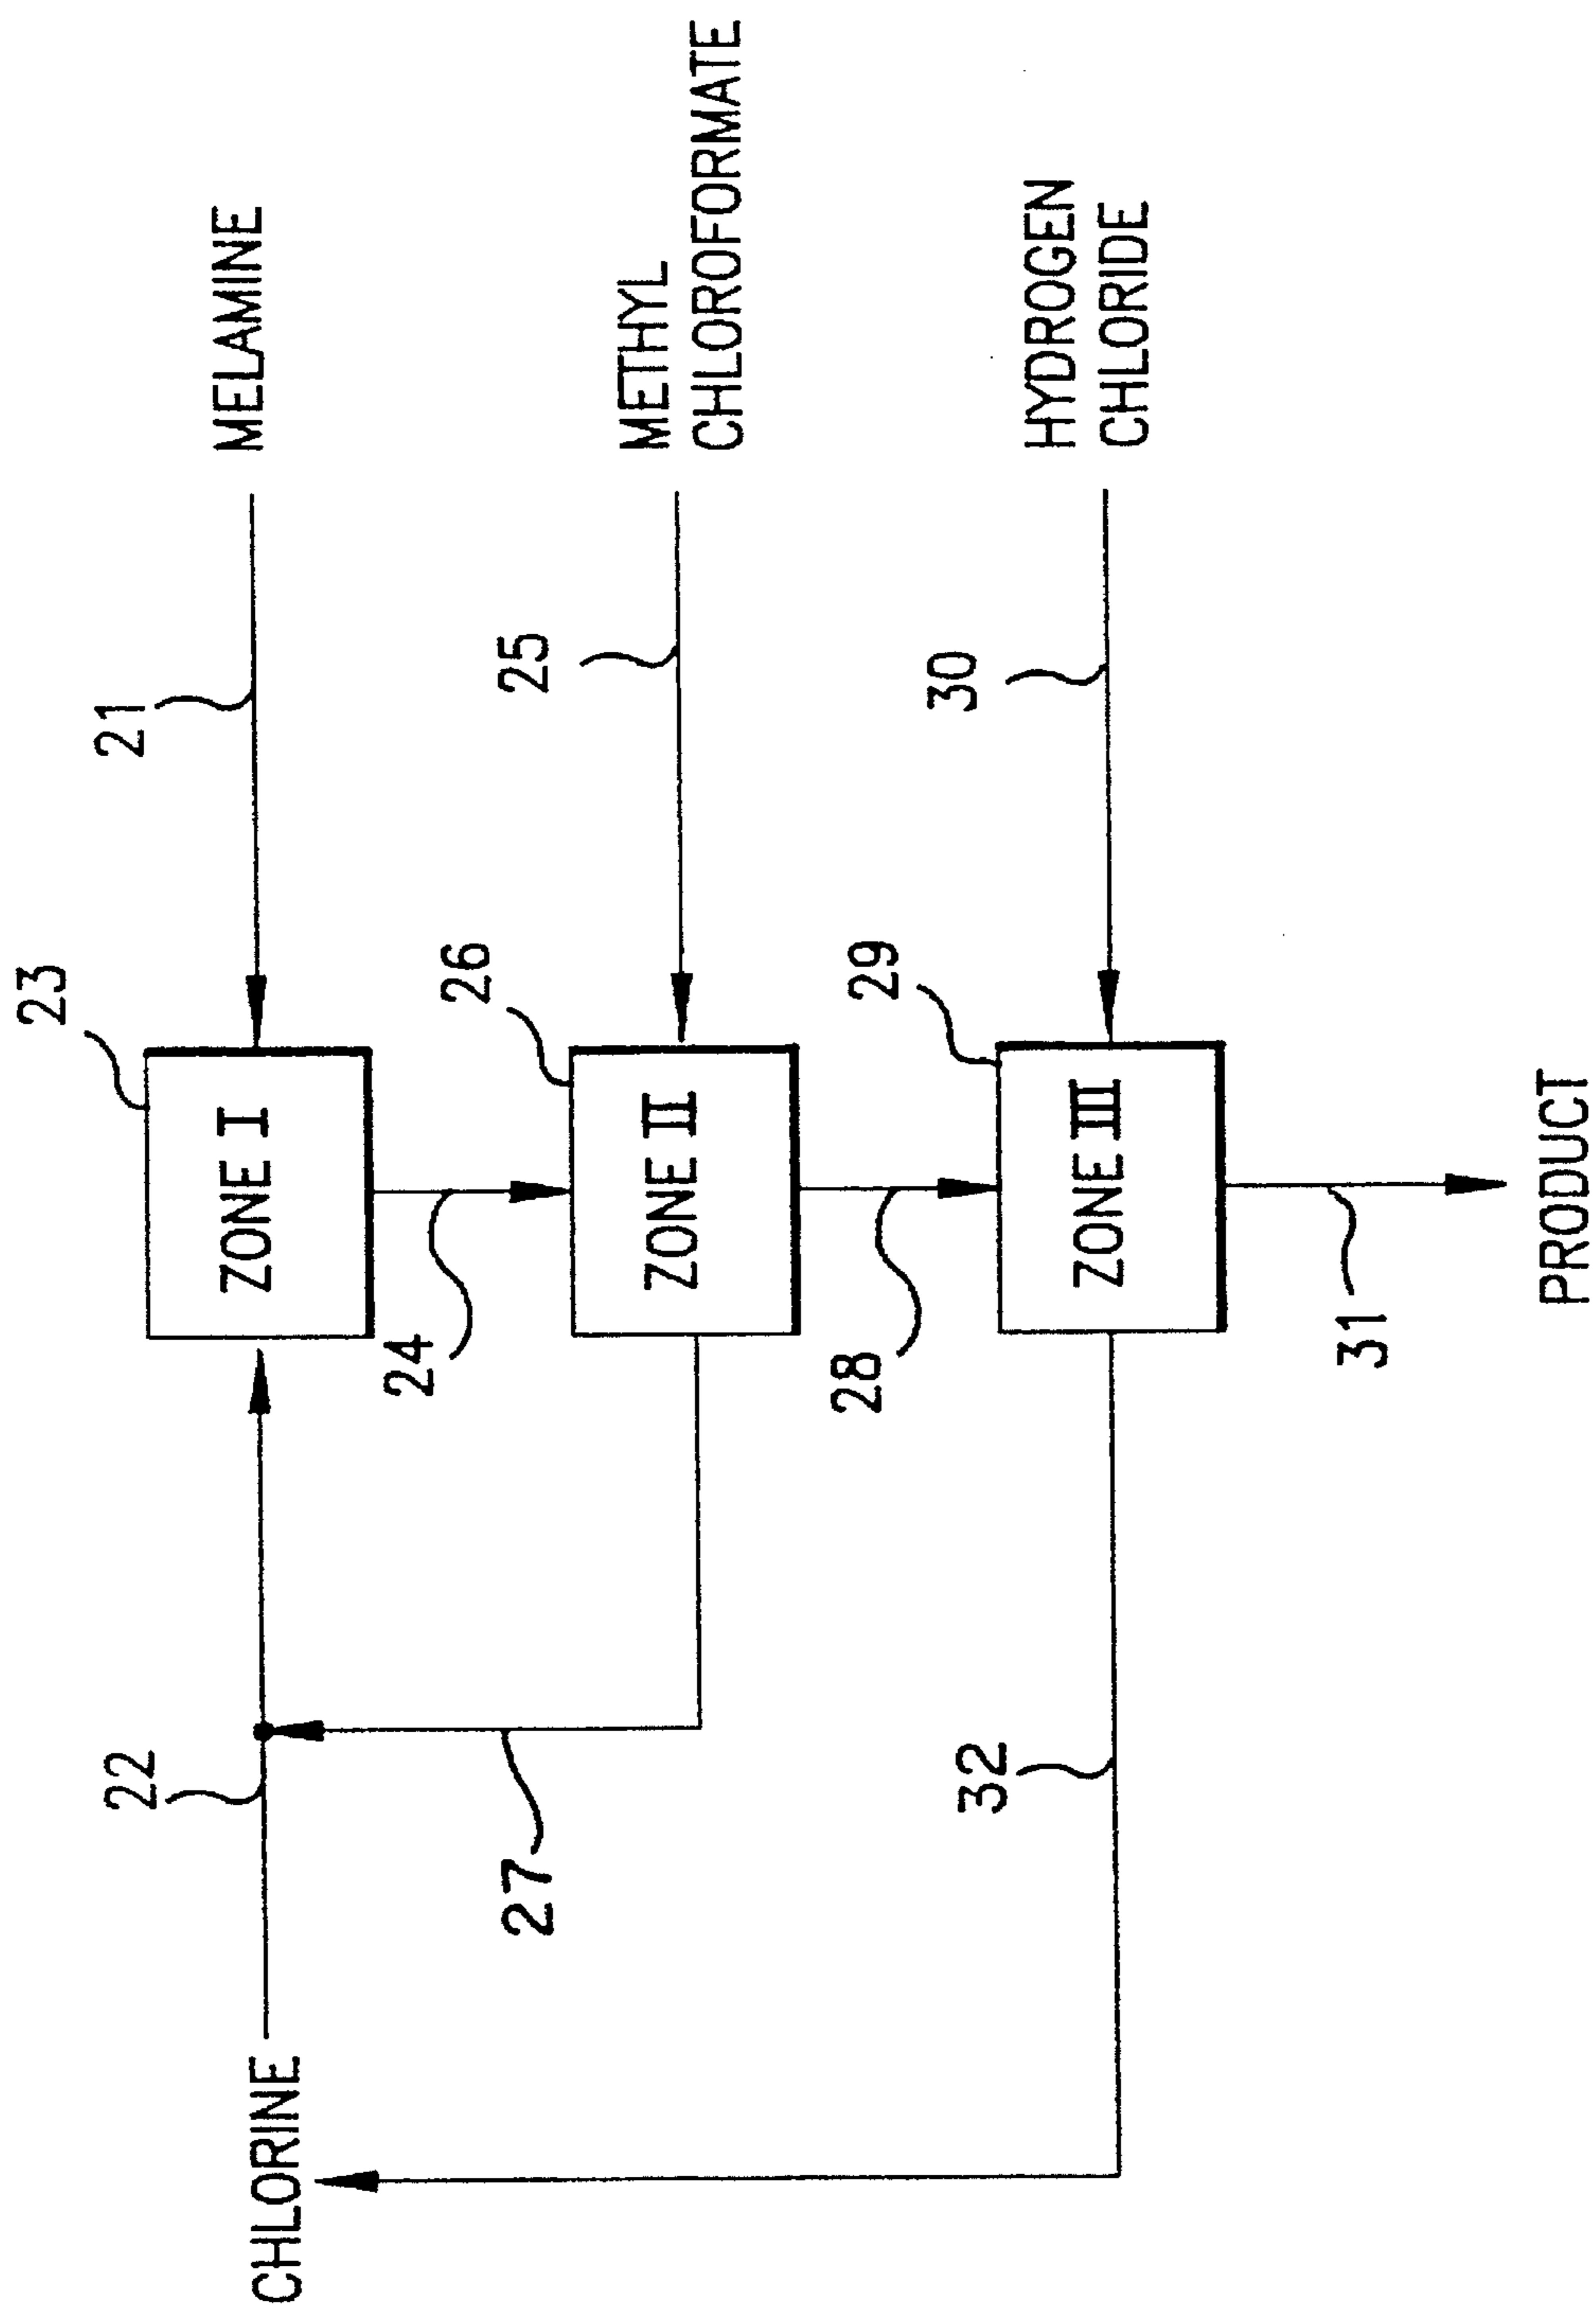 23
22
21
CHLORINE
ZONE I
MELAMINE
24
26
27
25
ZONE II
METHYL
CHLOROFORMATE
28
29
32
30
ZONE III
HYDROGEN
CHLORIDE
31
PRODUCT